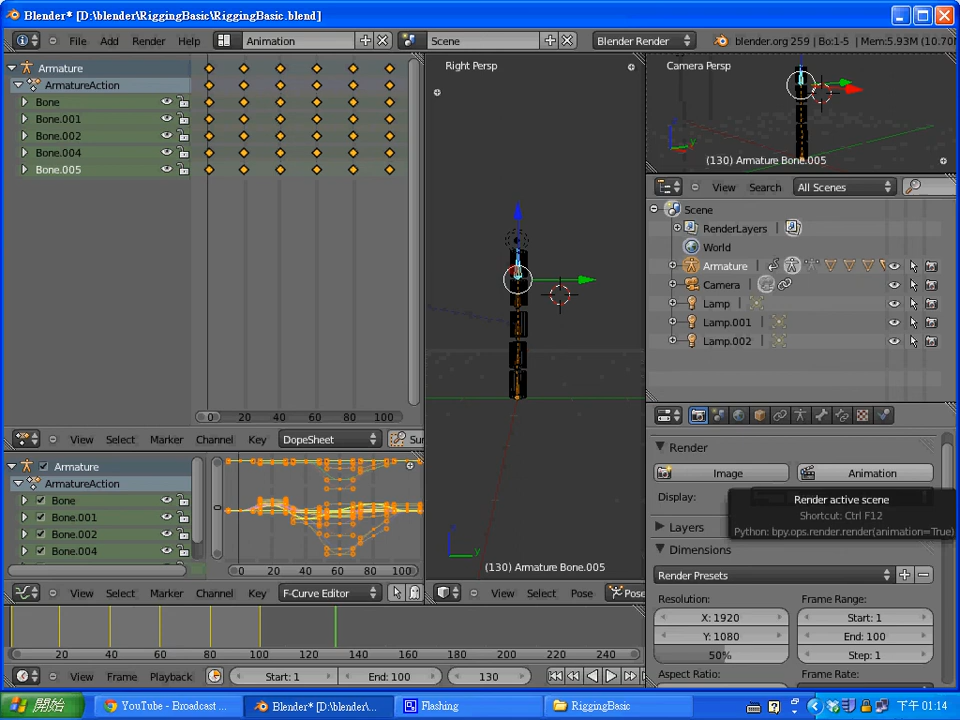 Blender* [D:\blender\RiggingBasic\RiggingBasic.blend]
File Add Render Help Animation Scene Blender Render blender.org 259 | Bo:1-5 | Mem:5.93M (10.70
Armature
ArmatureAction
Bone
Bone.001
Bone.002
Bone.004
Bone.005
0 20 40 60 80 100
View Select Marker Channel Key DopeSheet Su
Armature
ArmatureAction
Bone
Bone.001
Bone.002
Bone.004
0 20 40 60 80 100
View Select Marker Channel Key F-Curve Editor
Right Persp
z
y
(130) Armature Bone.005
View Select Pose Pose
Camera Persp
(130) Armature Bone.005
View Search All Scenes
Scene
RenderLayers
World
Armature
Camera
Lamp
Lamp.001
Lamp.002
Render
Image Animation
Display:
Render active scene
Shortcut: Ctrl F12
Python: bpy.ops.render.render(animation=True)
Layers
Dimensions
Render Presets
Resolution: Frame Range:
X: 1920 Start: 1
Y: 1080 End: 100
50% Step: 1
Aspect Ratio: Frame Rate:
20 40 60 80 100 120 140 160 180 200 220 240
View Frame Playback Start: 1 End: 100 130
開始 YouTube - Broadcast ... Blender* [D:\blender\... Flashing RiggingBasic 下午 01:14